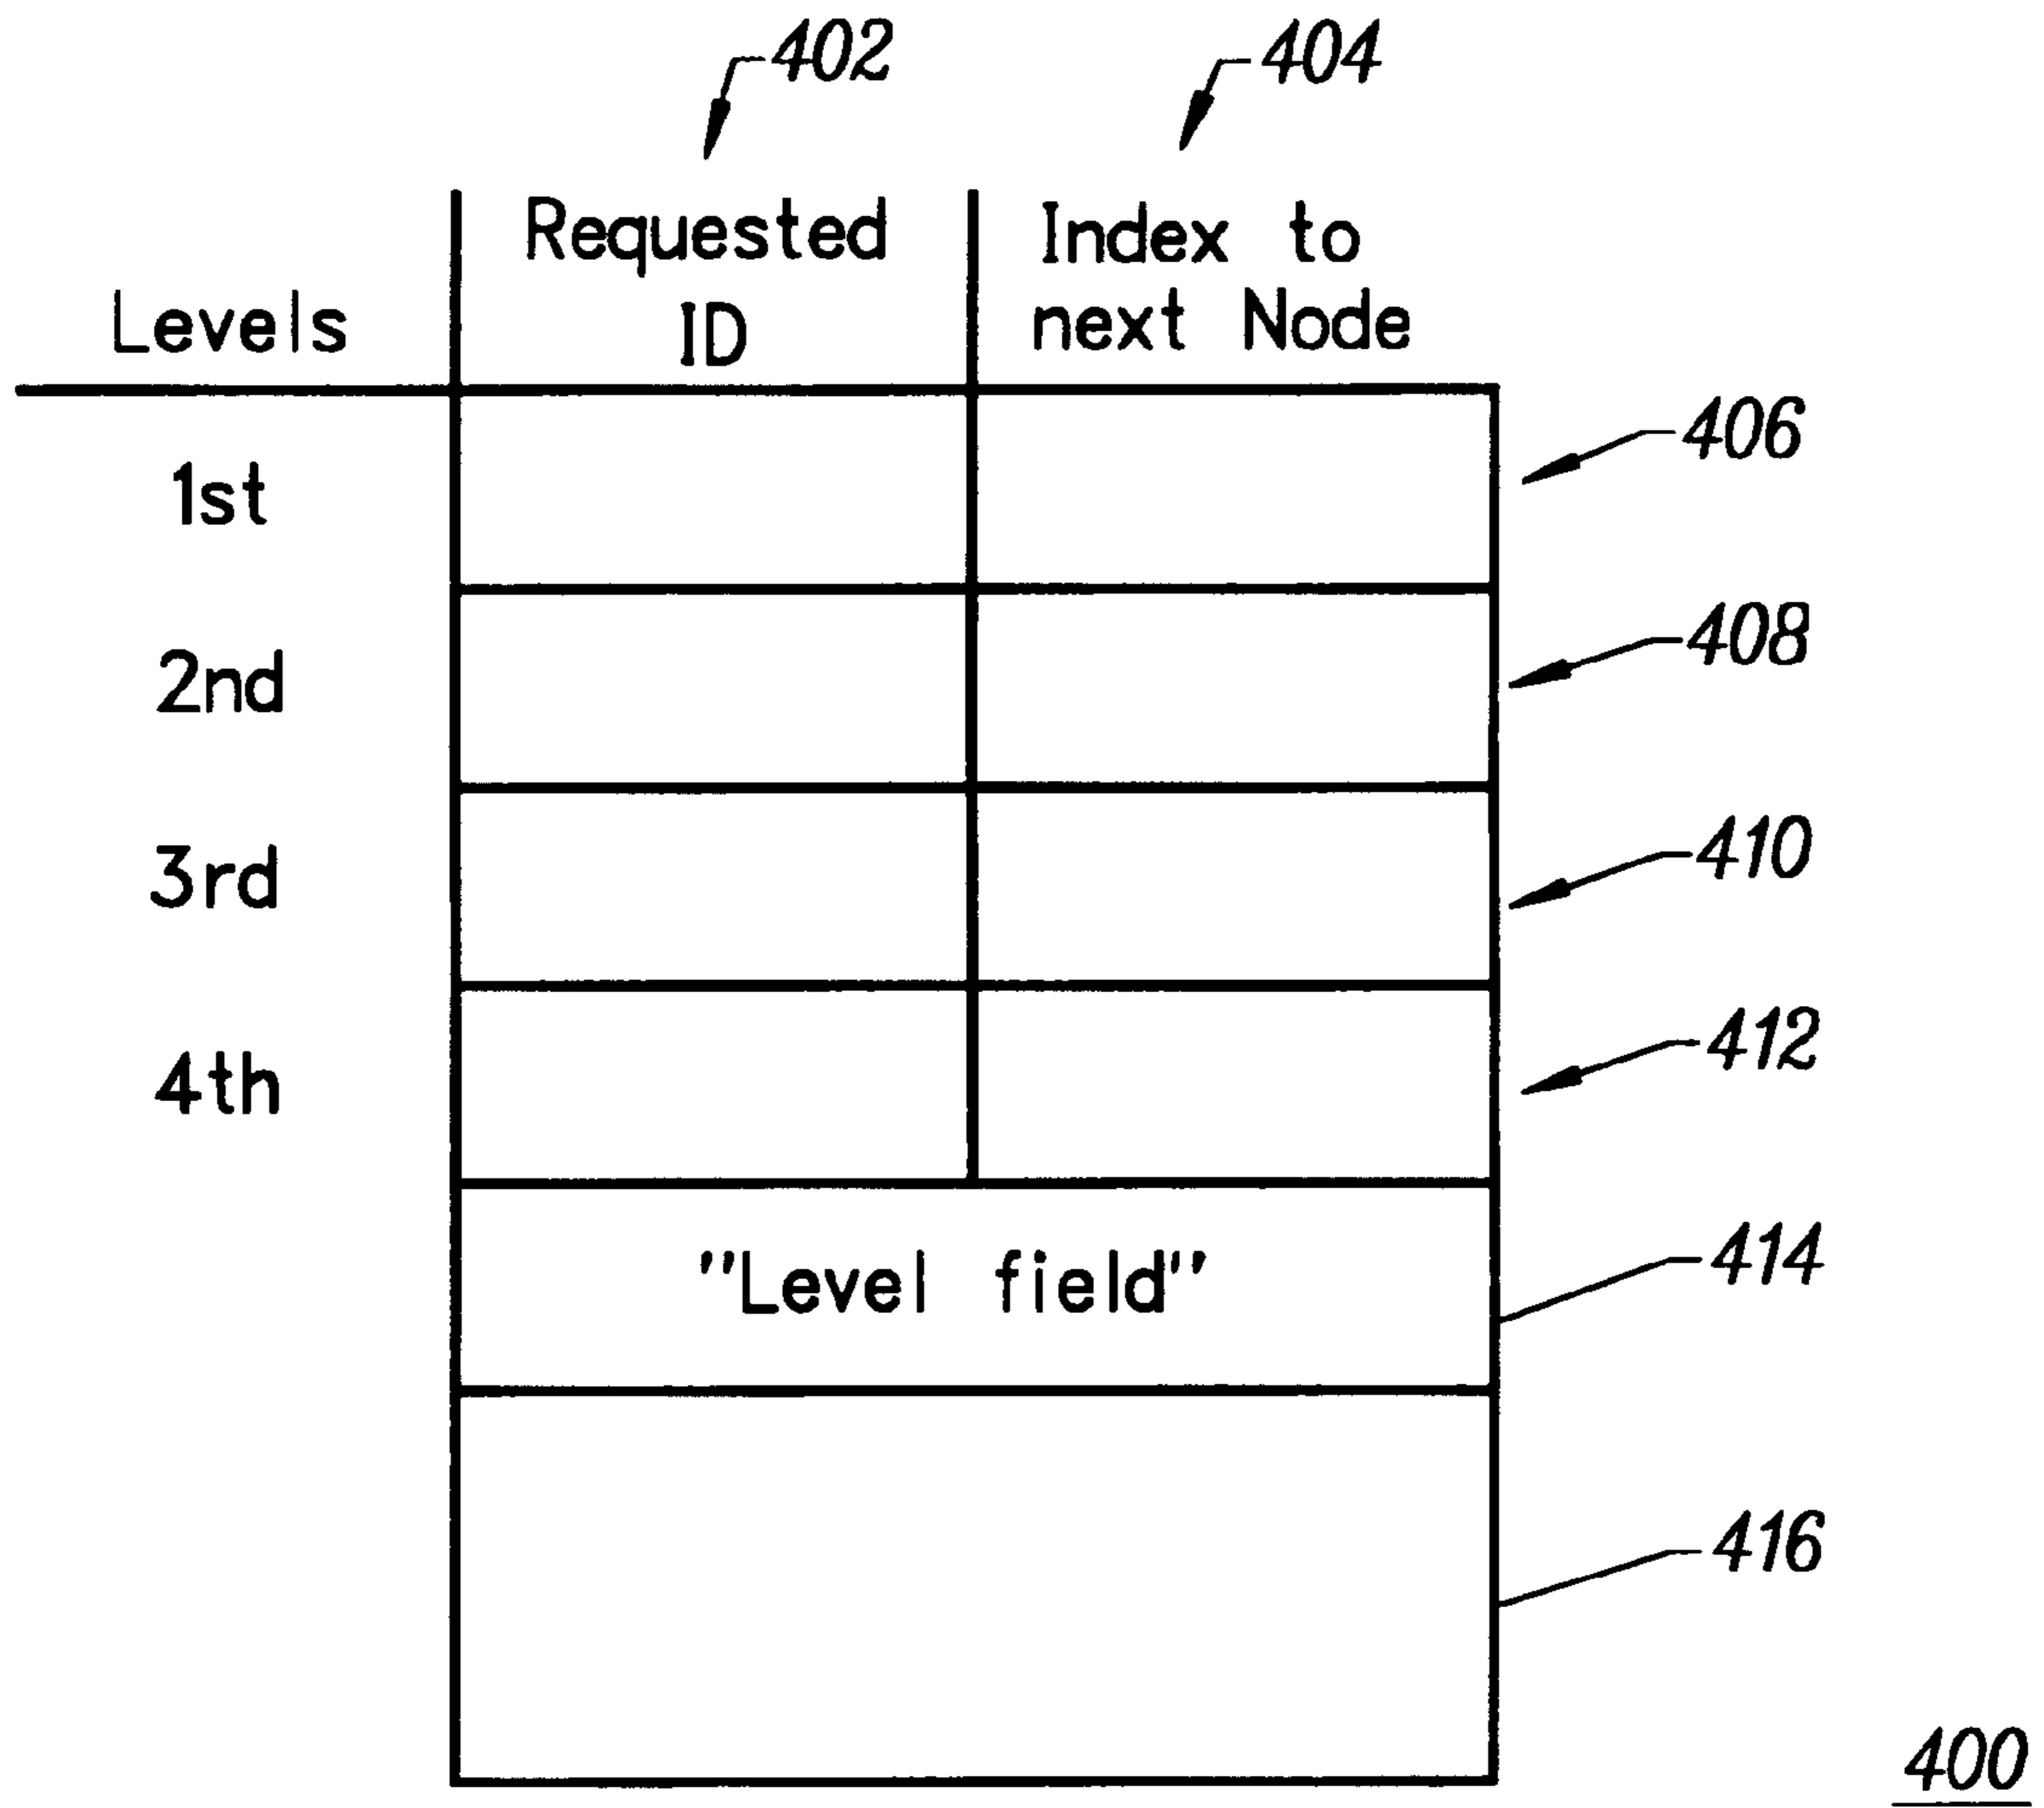 402
404
Levels
Requested
ID
Index to
next Node
1st
406
2nd
408
3rd
410
4th
412
"Level field"
414
416
400